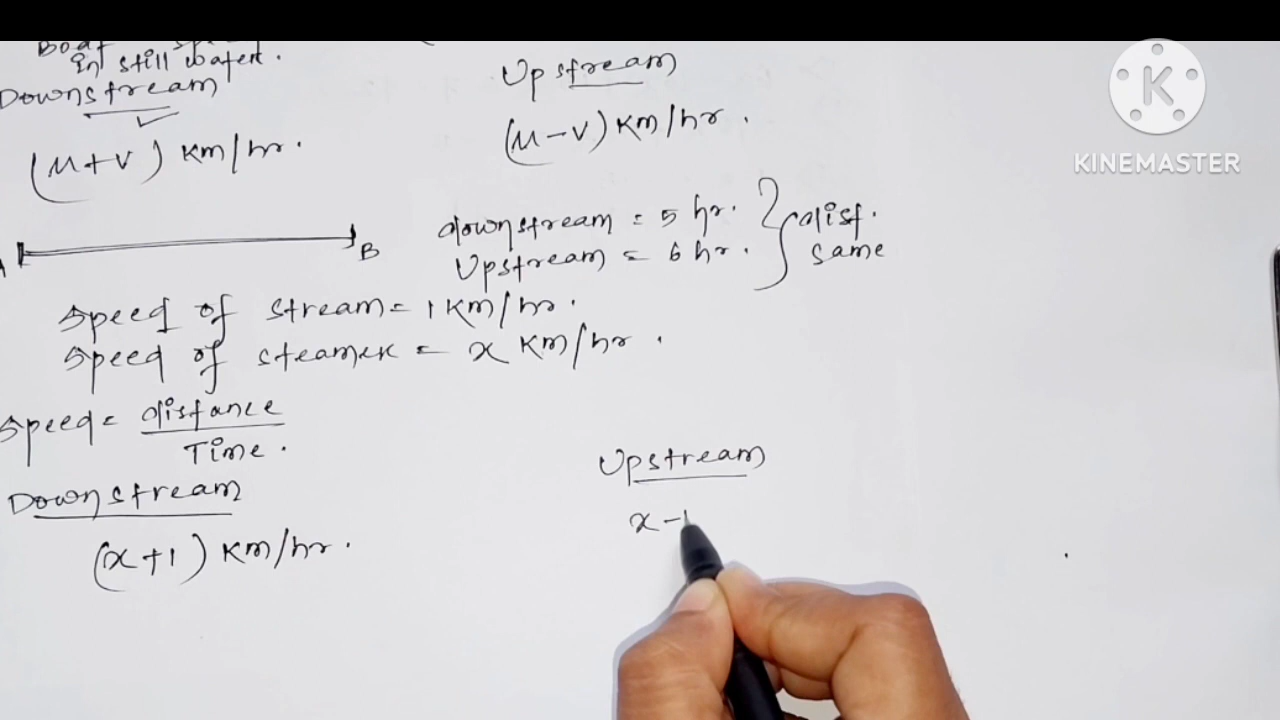 in still water.
Downstream
(u+v) km/hr.
Upstream
(u-v) km/hr.
K
KINEMASTER
B
downstream = 5 hr.
Upstream = 6 hr.
} dist. same
Speed of stream = 1 km/hr.
Speed of steamer = x km/hr.
Speed = distance
Time.
Downstream
(x+1) km/hr.
Upstream
x-1